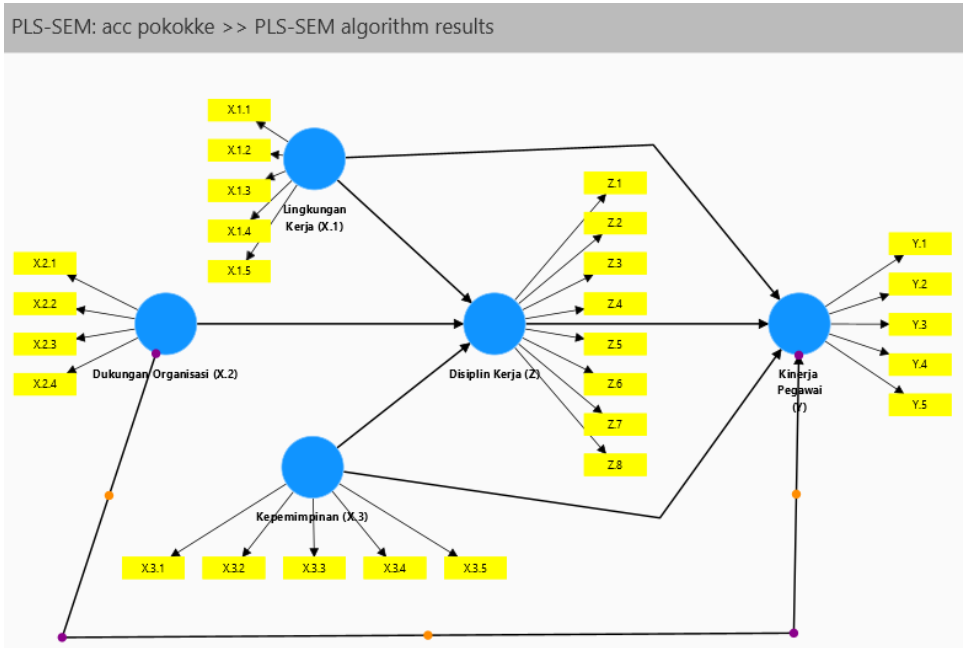 PLS-SEM: acc pokokke >> PLS-SEM algorithm results
X.1.1
X.1.2
X.1.3
X.1.4
X.1.5
Lingkungan
Kerja (X.1)
X.2.1
X.2.2
X.2.3
X.2.4
Dukungan Organisasi (X.2)
Z.1
Z.2
Z.3
Z.4
Z.5
Z.6
Z.7
Z.8
Disiplin Kerja (Z)
Y.1
Y.2
Y.3
Y.4
Y.5
Kinerja
Pegawai
(Y)
Kepemimpinan (X.3)
X.3.1
X.3.2
X.3.3
X.3.4
X.3.5